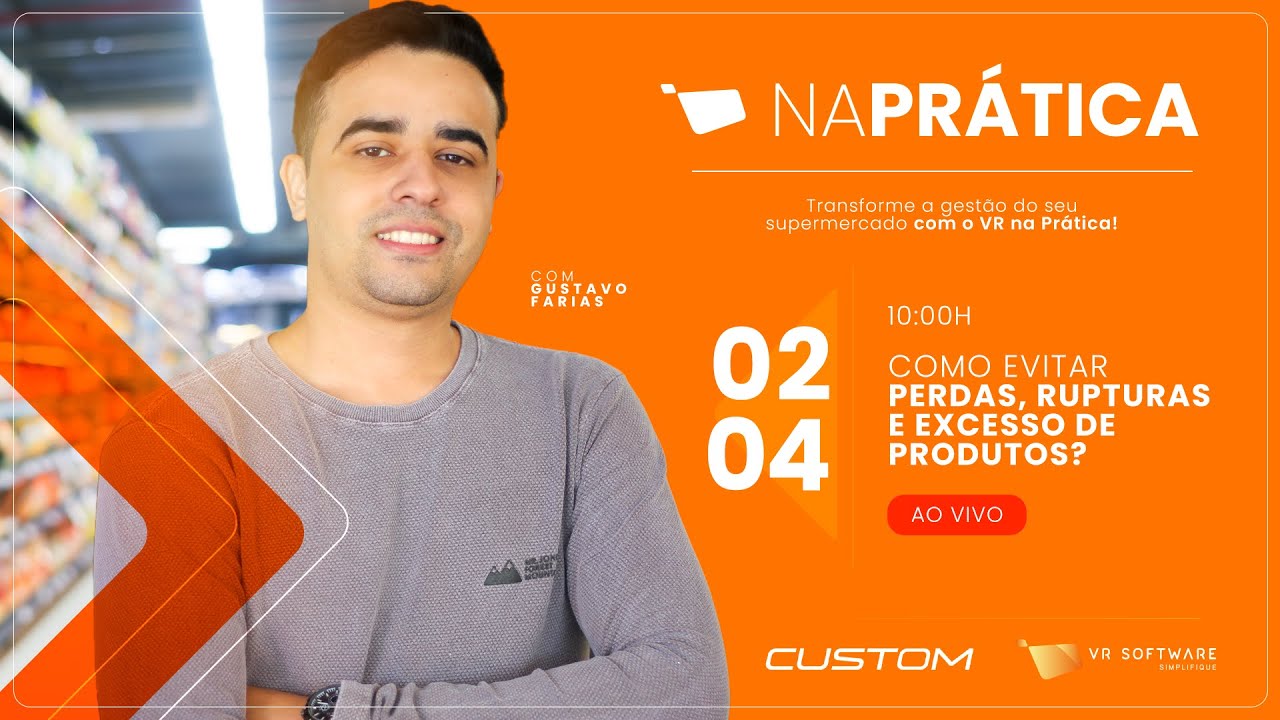 NAPRÁTICA
Transforme a gestão do seu
supermercado com o VR na Prática!
COM
GUSTAVO
FARIAS
02
04
10:00H
COMO EVITAR
PERDAS, RUPTURAS
E EXCESSO DE
PRODUTOS?
AO VIVO
FOREST
CUSTOM
VR SOFTWARE
SIMPLIFIQUE